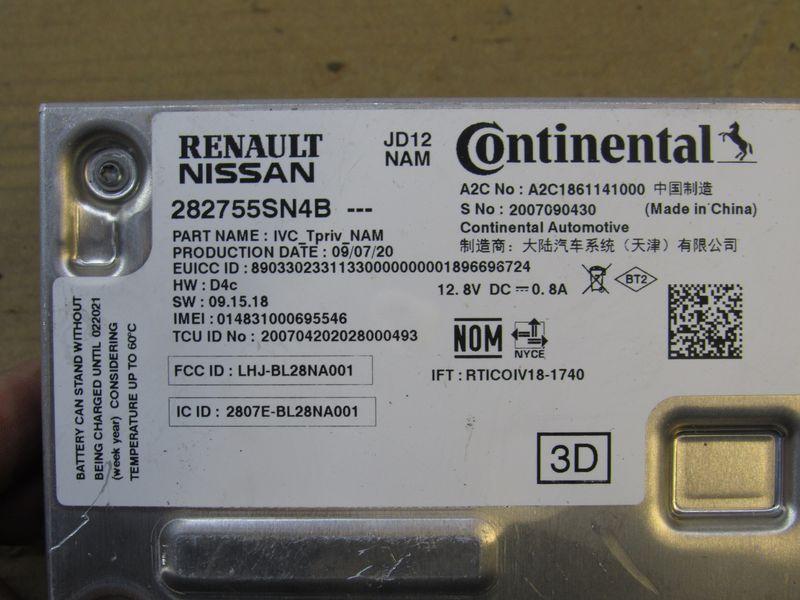 RENAULT
NISSAN
JD12
NAM
Continental
282755SN4B ---
A2C No : A2C1861141000 中国制造
S No : 2007090430 (Made in China)
Continental Automotive
制造商: 大陆汽车系统（天津）有限公司
PART NAME : IVC_Tpriv_NAM
PRODUCTION DATE : 09/07/20
EUICC ID : 89033023311330000000001896696724
HW : D4c
12.8V DC 0.8A
BT2
SW : 09.15.18
IMEI : 014831000695546
TCU ID No : 200704202028000493
NOM
NYCE
FCC ID : LHJ-BL28NA001
IFT : RTICOIV18-1740
IC ID : 2807E-BL28NA001
3D
BATTERY CAN STAND WITHOUT
BEING CHARGED UNTIL 022021
(week year) CONSIDERING
TEMPERATURE UP TO 60°C